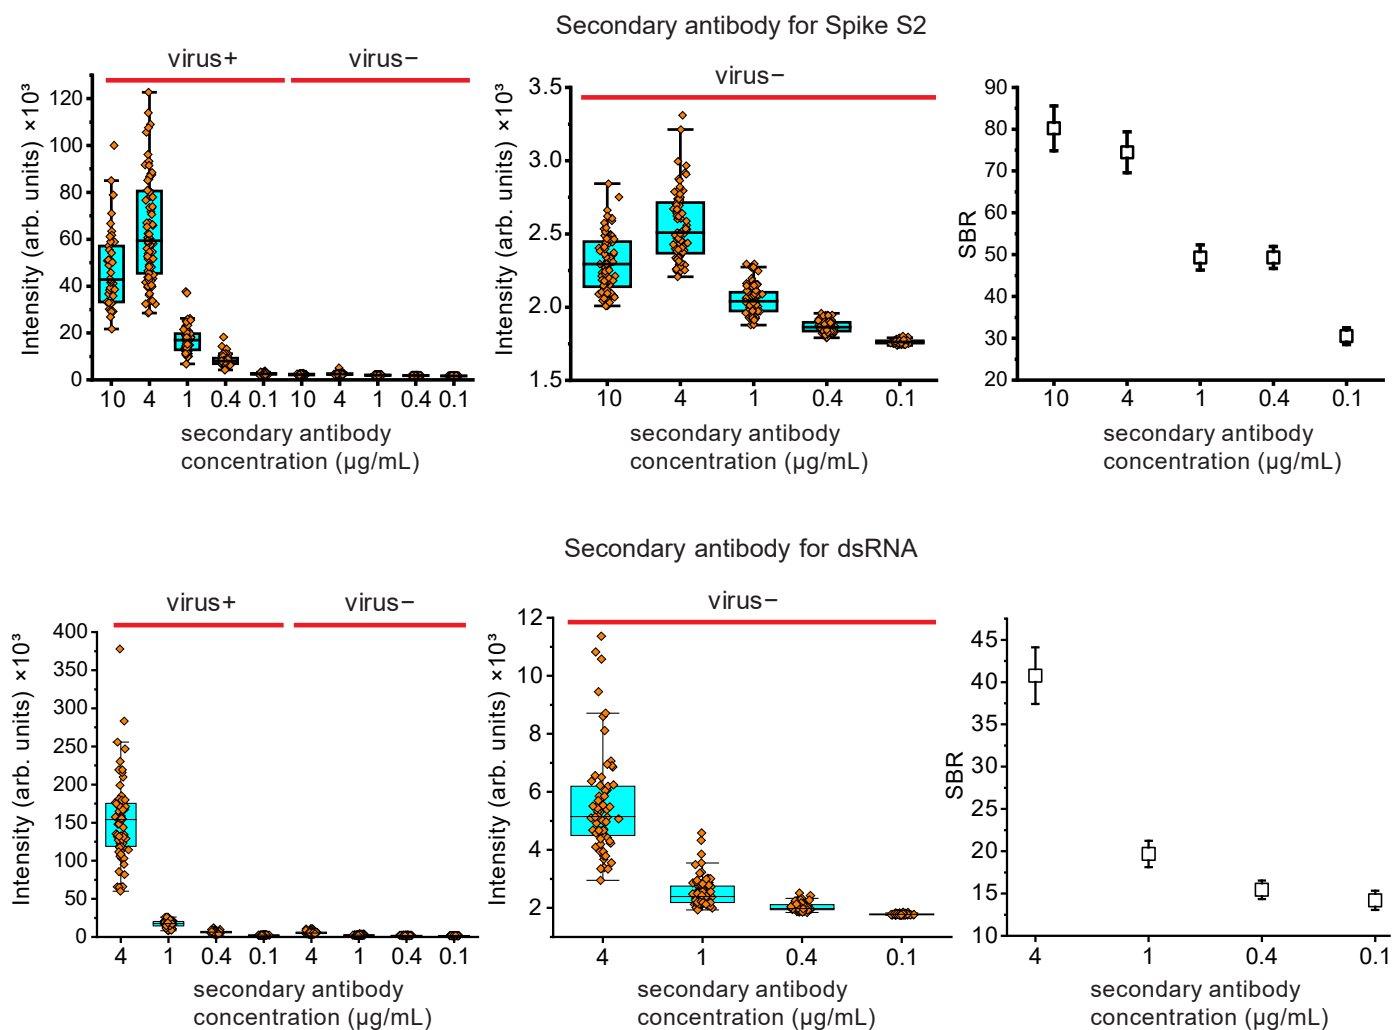 Secondary antibody for Spike S2
virus+
virus−
Intensity (arb. units) ×10³
120
100
80
60
40
20
0
10 4 1 0.4 0.1 10 4 1 0.4 0.1
secondary antibody
concentration (µg/mL)
virus−
Intensity (arb. units) ×10³
3.5
3.0
2.5
2.0
1.5
10 4 1 0.4 0.1
secondary antibody
concentration (µg/mL)
SBR
90
80
70
60
50
40
30
20
10 4 1 0.4 0.1
secondary antibody
concentration (µg/mL)
Secondary antibody for dsRNA
virus+
virus−
Intensity (arb. units) ×10³
400
350
300
250
200
150
100
50
0
4 1 0.4 0.1 4 1 0.4 0.1
secondary antibody
concentration (µg/mL)
virus−
Intensity (arb. units) ×10³
12
10
8
6
4
2
4 1 0.4 0.1
secondary antibody
concentration (µg/mL)
SBR
45
40
35
30
25
20
15
10
4 1 0.4 0.1
secondary antibody
concentration (µg/mL)